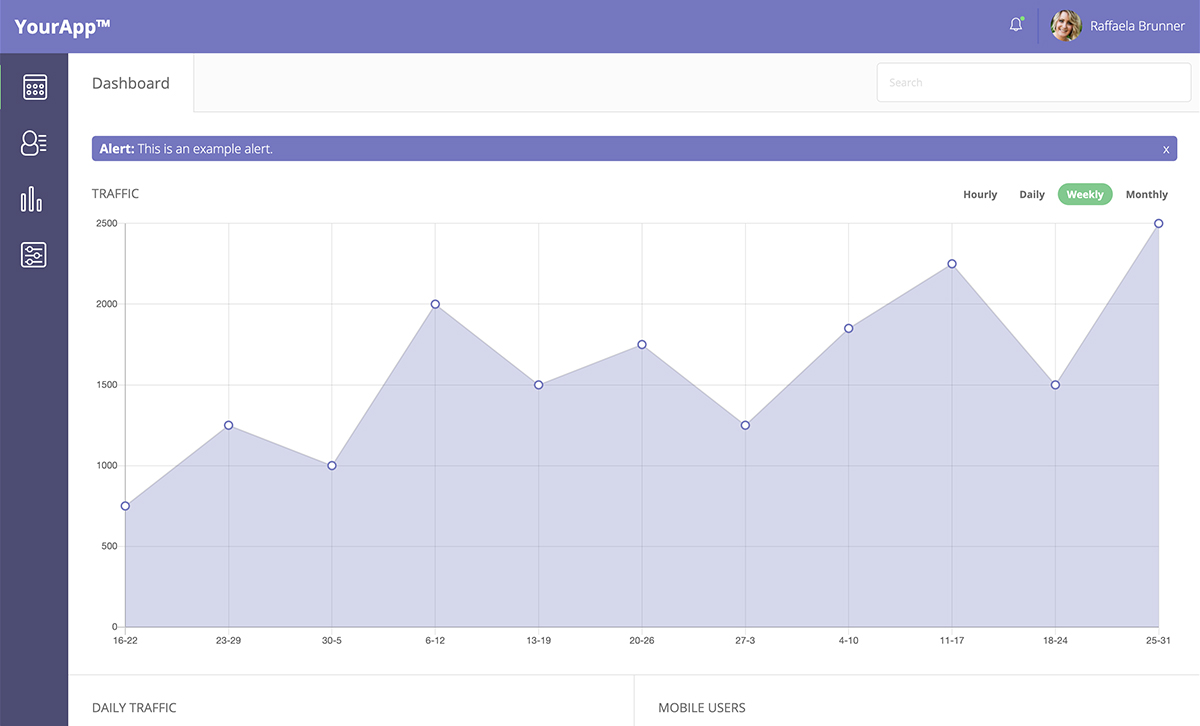 YourApp™
Raffaela Brunner
Dashboard
Search
Alert: This is an example alert.
x
TRAFFIC
Hourly
Daily
Weekly
Monthly
2500
2000
1500
1000
500
0
16-22
23-29
30-5
6-12
13-19
20-26
27-3
4-10
11-17
18-24
25-31
DAILY TRAFFIC
MOBILE USERS